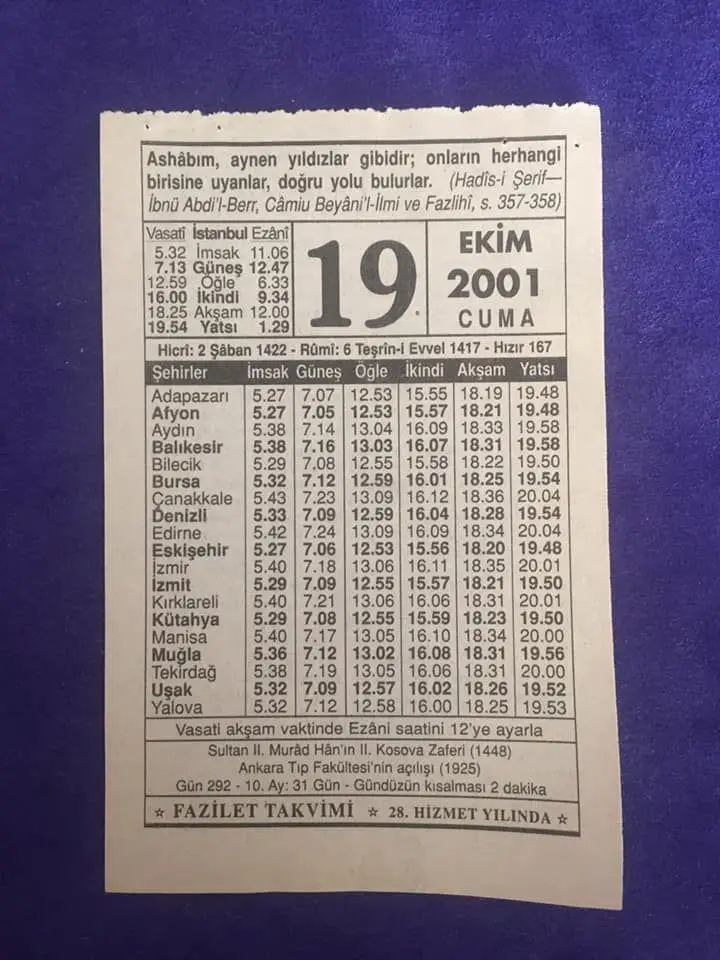 Ashâbım, aynen yıldızlar gibidir; onların herhangi
birisine uyanlar, doğru yolu bulurlar. (Hadîs-i Şerif—
İbnü Abdi'l-Berr, Câmiu Beyâni'l-İlmi ve Fazlihî, s. 357-358)
Vasatî İstanbul Ezânî
5.32 İmsak 11.06
7.13 Güneş 12.47
12.59 Öğle 6.33
16.00 İkindi 9.34
18.25 Akşam 12.00
19.54 Yatsı 1.29
19
EKİM
2001
CUMA
Hicrî: 2 Şâban 1422 - Rûmî: 6 Teşrîn-i Evvel 1417 - Hızır 167
Şehirler İmsak Güneş Öğle İkindi Akşam Yatsı
Adapazarı 5.27 7.07 12.53 15.55 18.19 19.48
Afyon 5.27 7.05 12.53 15.57 18.21 19.48
Aydın 5.38 7.14 13.04 16.09 18.33 19.58
Balıkesir 5.38 7.16 13.03 16.07 18.31 19.58
Bilecik 5.29 7.08 12.55 15.58 18.22 19.50
Bursa 5.32 7.12 12.59 16.01 18.25 19.54
Çanakkale 5.43 7.23 13.09 16.12 18.36 20.04
Denizli 5.33 7.09 12.59 16.04 18.28 19.54
Edirne 5.42 7.24 13.09 16.09 18.34 20.04
Eskişehir 5.27 7.06 12.53 15.56 18.20 19.48
İzmir 5.40 7.18 13.06 16.11 18.35 20.01
İzmit 5.29 7.09 12.55 15.57 18.21 19.50
Kırklareli 5.40 7.21 13.06 16.06 18.31 20.01
Kütahya 5.29 7.08 12.55 15.59 18.23 19.50
Manisa 5.40 7.17 13.05 16.10 18.34 20.00
Muğla 5.36 7.12 13.02 16.08 18.31 19.56
Tekirdağ 5.38 7.19 13.05 16.06 18.31 20.00
Uşak 5.32 7.09 12.57 16.02 18.26 19.52
Yalova 5.32 7.12 12.58 16.00 18.25 19.53
Vasati akşam vaktinde Ezâni saatini 12'ye ayarla
Sultan II. Murâd Hân'ın II. Kosova Zaferi (1448)
Ankara Tıp Fakültesi'nin açılışı (1925)
Gün 292 - 10. Ay: 31 Gün - Gündüzün kısalması 2 dakika
☆ FAZİLET TAKVİMİ ☆ 28. HİZMET YILINDA ☆